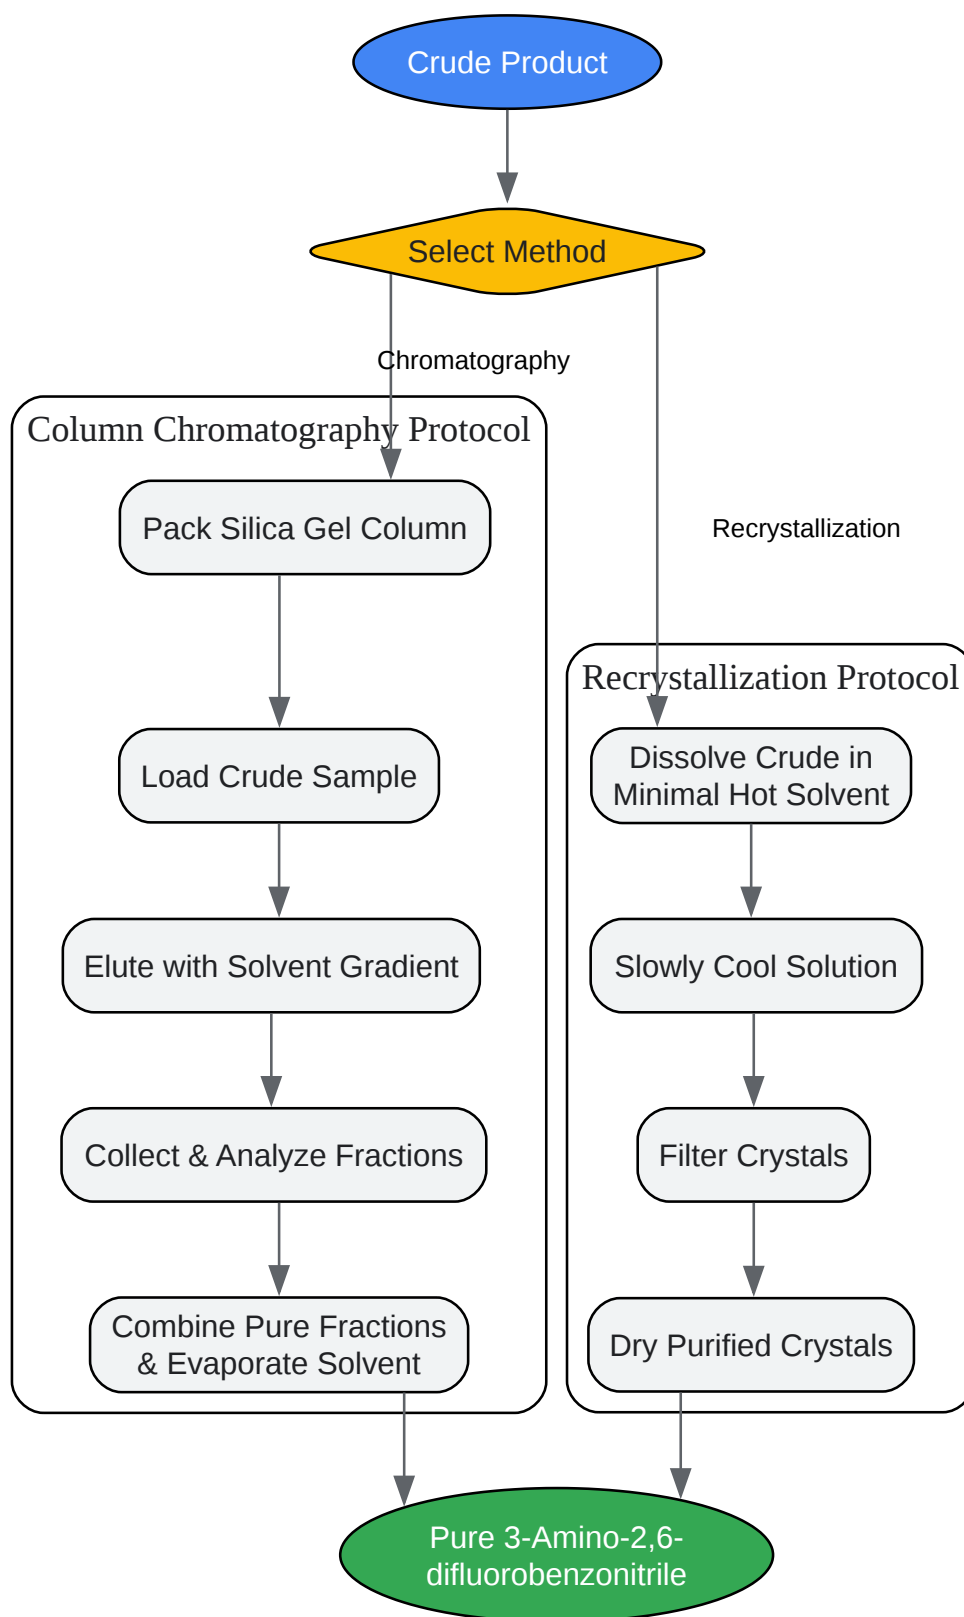 Crude Product
Select Method
Chromatography
Column Chromatography Protocol
Pack Silica Gel Column
Load Crude Sample
Elute with Solvent Gradient
Collect & Analyze Fractions
Combine Pure Fractions
& Evaporate Solvent
Recrystallization
Recrystallization Protocol
Dissolve Crude in
Minimal Hot Solvent
Slowly Cool Solution
Filter Crystals
Dry Purified Crystals
Pure 3-Amino-2,6-
difluorobenzonitrile